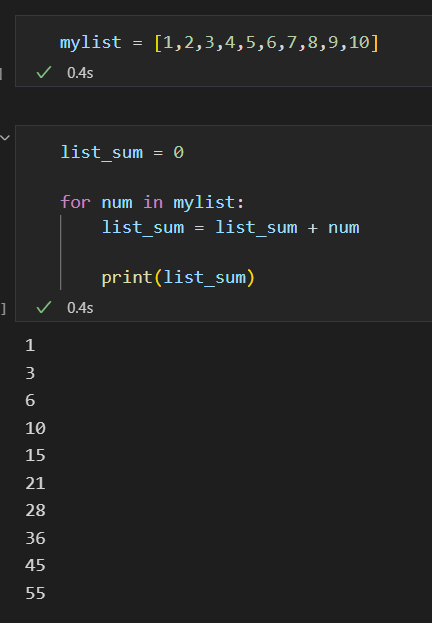 mylist = [1,2,3,4,5,6,7,8,9,10]
0.4s
list_sum = 0
for num in mylist:
list_sum = list_sum + num
print(list_sum)
]
0.4s
1
3
6
10
15
21
28
36
45
55